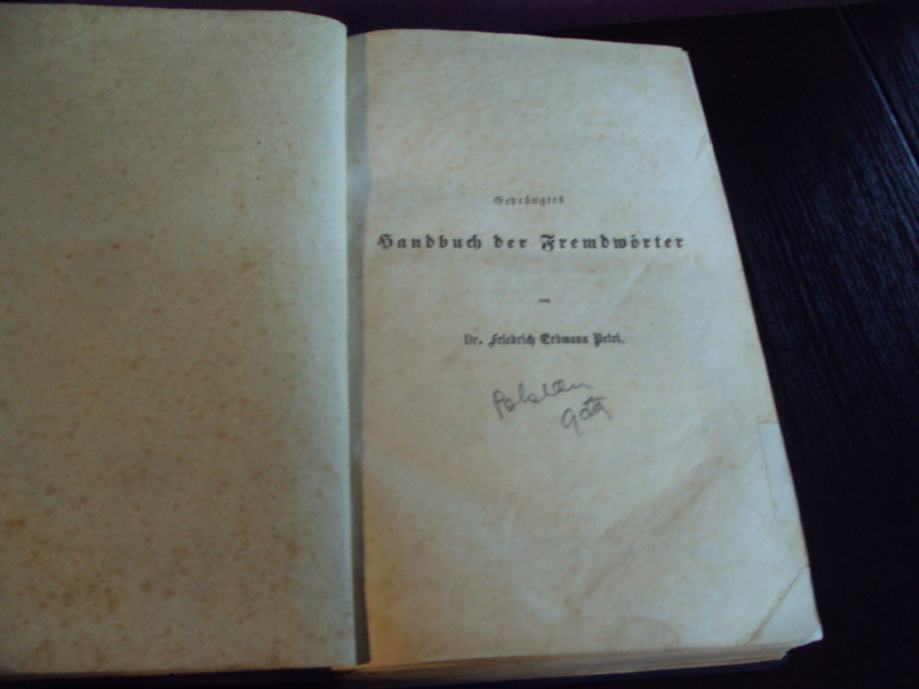 Gedrängtes
Handbuch der Fremdwörter
von
Dr. Friedrich Erdmann Petri.